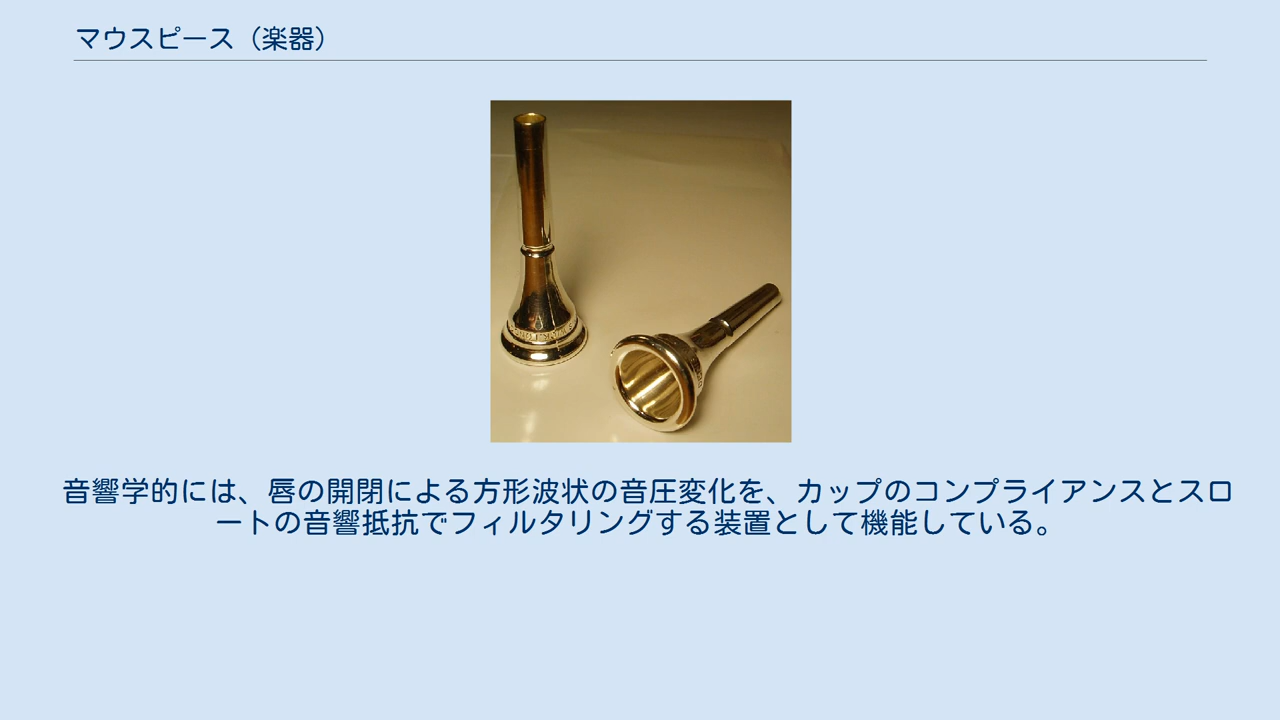 マウスピース（楽器）
音響学的には、唇の開閉による方形波状の音圧変化を、カップのコンプライアンスとスロ
ートの音響抵抗でフィルタリングする装置として機能している。